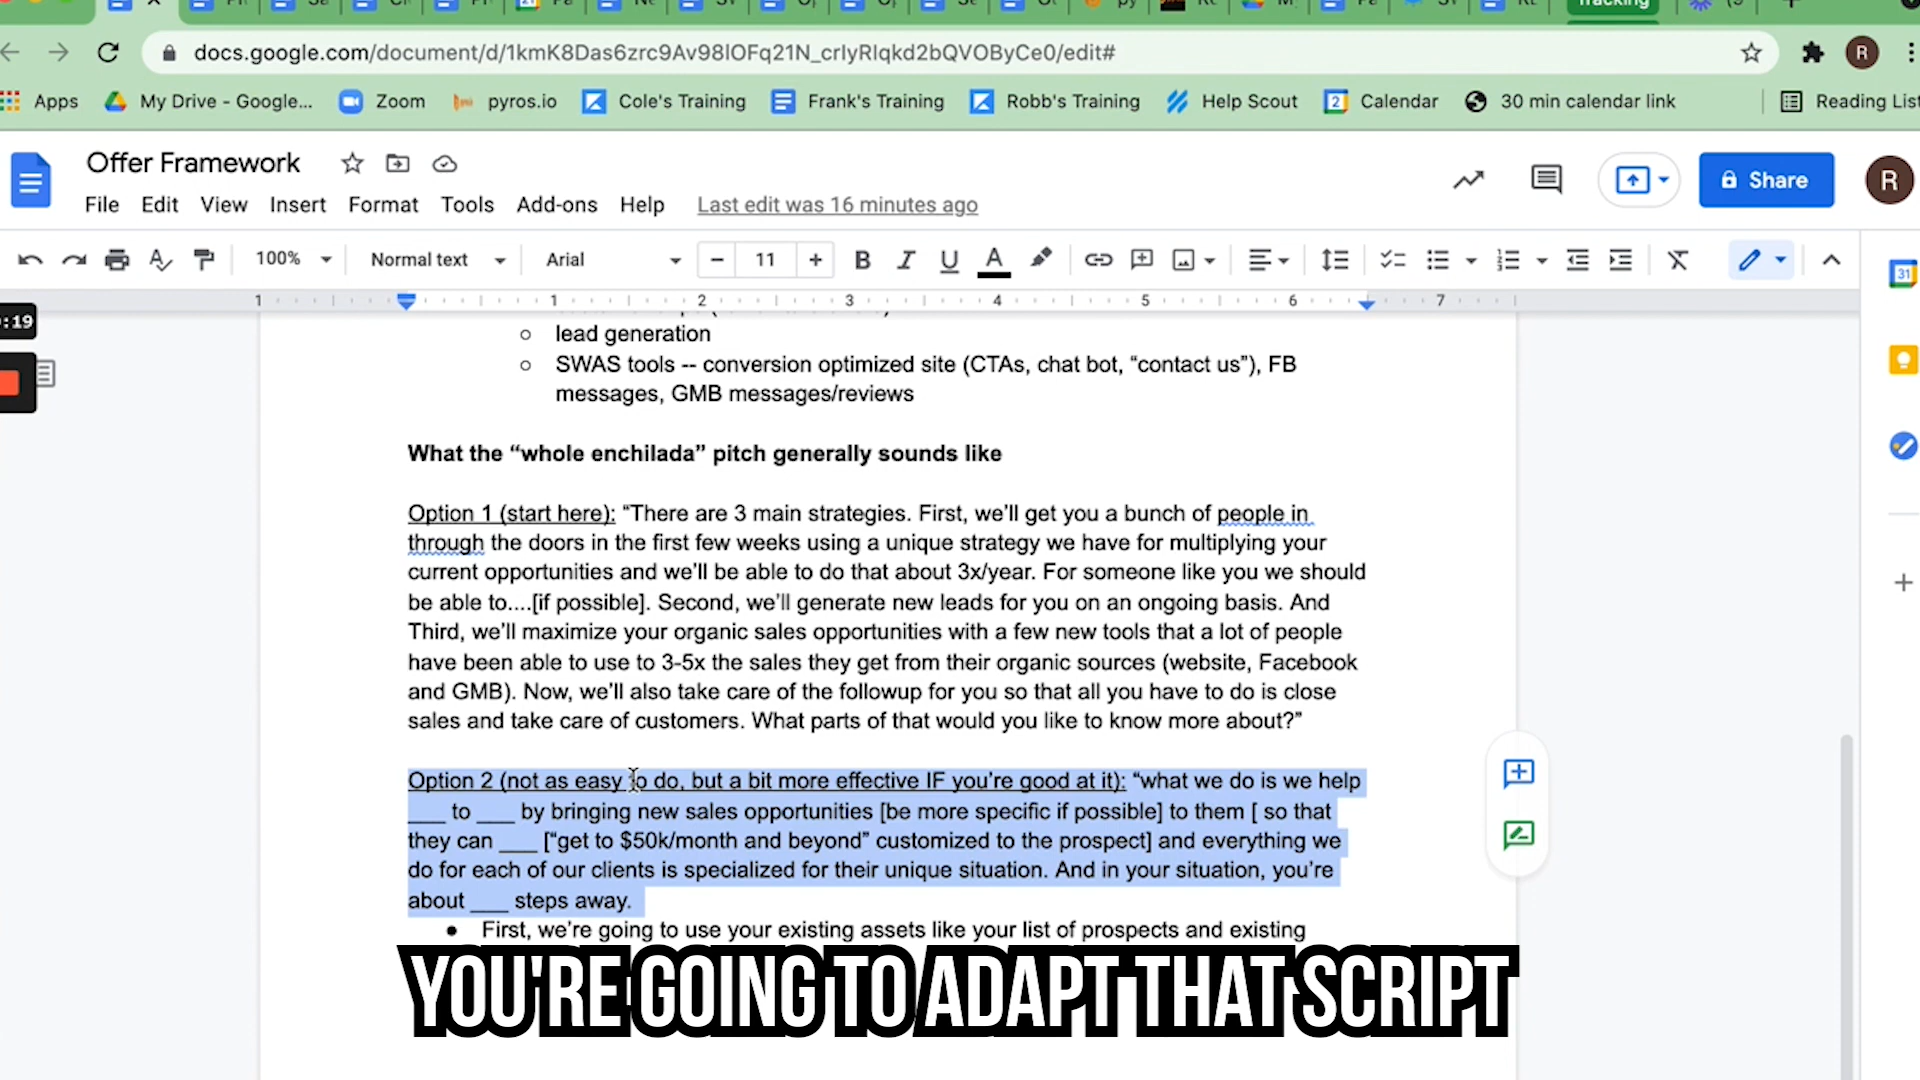 Tracking
docs.google.com/document/d/1kmK8Das6zrc9Av98lOFq21N_crIyRlqkd2bQVOByCe0/edit#
R
Apps
My Drive - Google...
Zoom
pyros.io
Cole's Training
Frank's Training
Robb's Training
Help Scout
2 Calendar
30 min calendar link
Reading List
Offer Framework
Share
R
File Edit View Insert Format Tools Add-ons Help Last edit was 16 minutes ago
100% Normal text Arial 11 B I U A
31
1 1 2 3 4 5 6 7
:19
lead generation
SWAS tools -- conversion optimized site (CTAs, chat bot, “contact us”), FB
messages, GMB messages/reviews
What the “whole enchilada” pitch generally sounds like
Option 1 (start here): “There are 3 main strategies. First, we’ll get you a bunch of people in
through the doors in the first few weeks using a unique strategy we have for multiplying your
current opportunities and we’ll be able to do that about 3x/year. For someone like you we should
be able to....[if possible]. Second, we’ll generate new leads for you on an ongoing basis. And
Third, we’ll maximize your organic sales opportunities with a few new tools that a lot of people
have been able to use to 3-5x the sales they get from their organic sources (website, Facebook
and GMB). Now, we’ll also take care of the followup for you so that all you have to do is close
sales and take care of customers. What parts of that would you like to know more about?”
Option 2 (not as easy to do, but a bit more effective IF you’re good at it): “what we do is we help
___ to ___ by bringing new sales opportunities [be more specific if possible] to them [ so that
they can ___ [“get to $50k/month and beyond” customized to the prospect] and everything we
do for each of our clients is specialized for their unique situation. And in your situation, you’re
about ___ steps away.
First, we’re going to use your existing assets like your list of prospects and existing
YOU'RE GOING TO ADAPT THAT SCRIPT